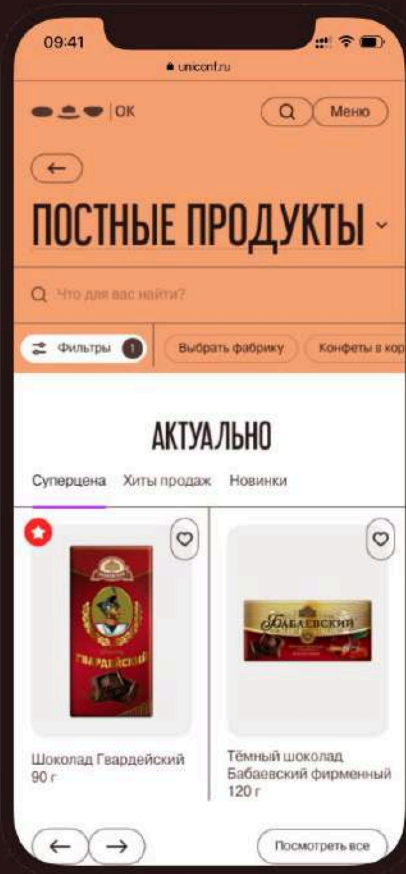 09:41
uniconf.ru
ОК
Меню
ПОСТНЫЕ ПРОДУКТЫ
Что для вас найти?
Фильтры 1
Выбрать фабрику
Конфеты в кор
АКТУАЛЬНО
Суперцена Хиты продаж Новинки
ГВАРДЕЙСКИЙ
БАБАЕВСКИЙ
Шоколад Гвардейский
90 г
Тёмный шоколад
Бабаевский фирменный
120 г
Посмотреть все